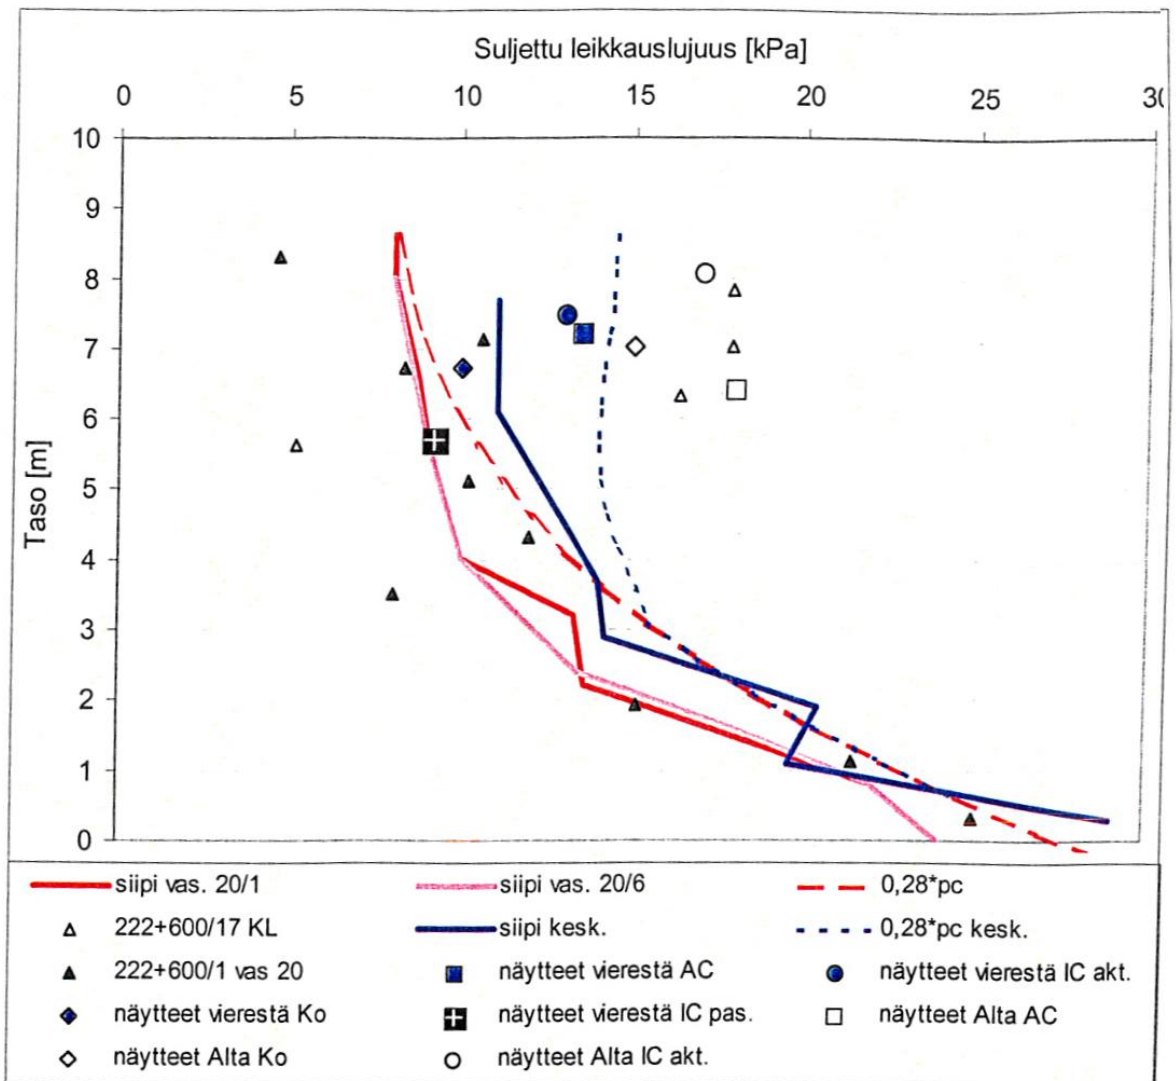 Suljettu leikkauslujuus [kPa]
0 5 10 15 20 25 30
10
9
8
7
6
5
4
3
2
1
0
Taso [m]
siipi vas. 20/1 siipi vas. 20/6 0,28*pc
222+600/17 KL siipi kesk. 0,28*pc kesk.
222+600/1 vas 20 näytteet vierestä AC näytteet vierestä IC akt.
näytteet vierestä Ko näytteet vierestä IC pas. näytteet Alta AC
näytteet Alta Ko näytteet Alta IC akt.